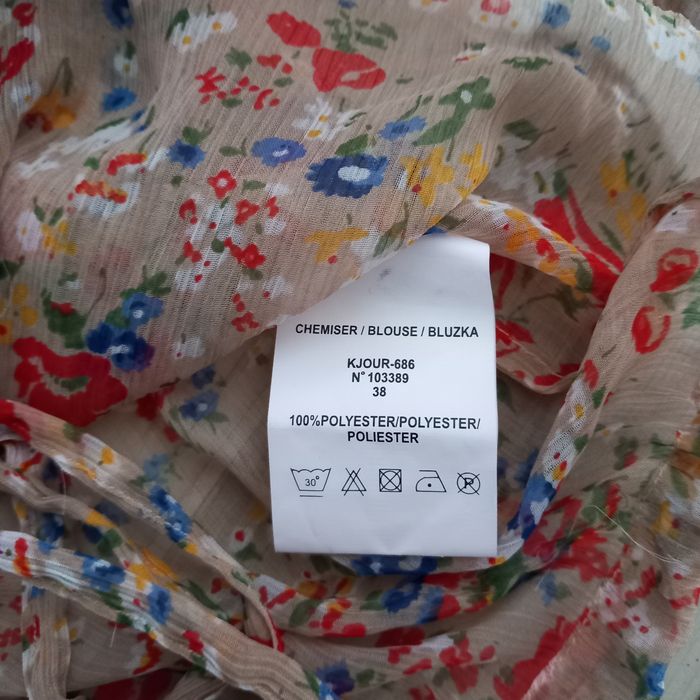 CHEMISER / BLOUSE / BLUZKA
KJOUR-686
N° 103389
38
100%POLYESTER/POLYESTER/
POLIESTER
30°
P